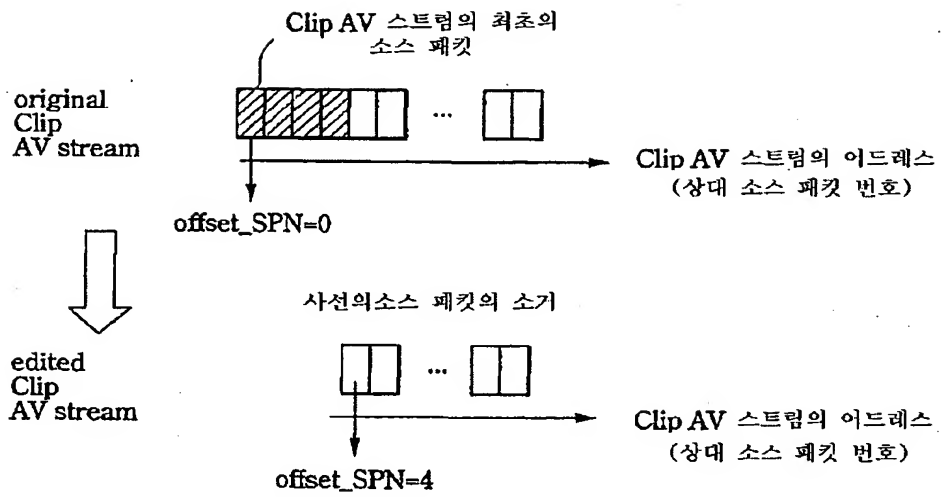 Clip AV 스트림의 최초의
소스 패킷
original
Clip
AV stream
...
Clip AV 스트림의 어드레스
(상대 소스 패킷 번호)
offset_SPN=0
사선의소스 패킷의 소거
edited
Clip
AV stream
...
Clip AV 스트림의 어드레스
(상대 소스 패킷 번호)
offset_SPN=4